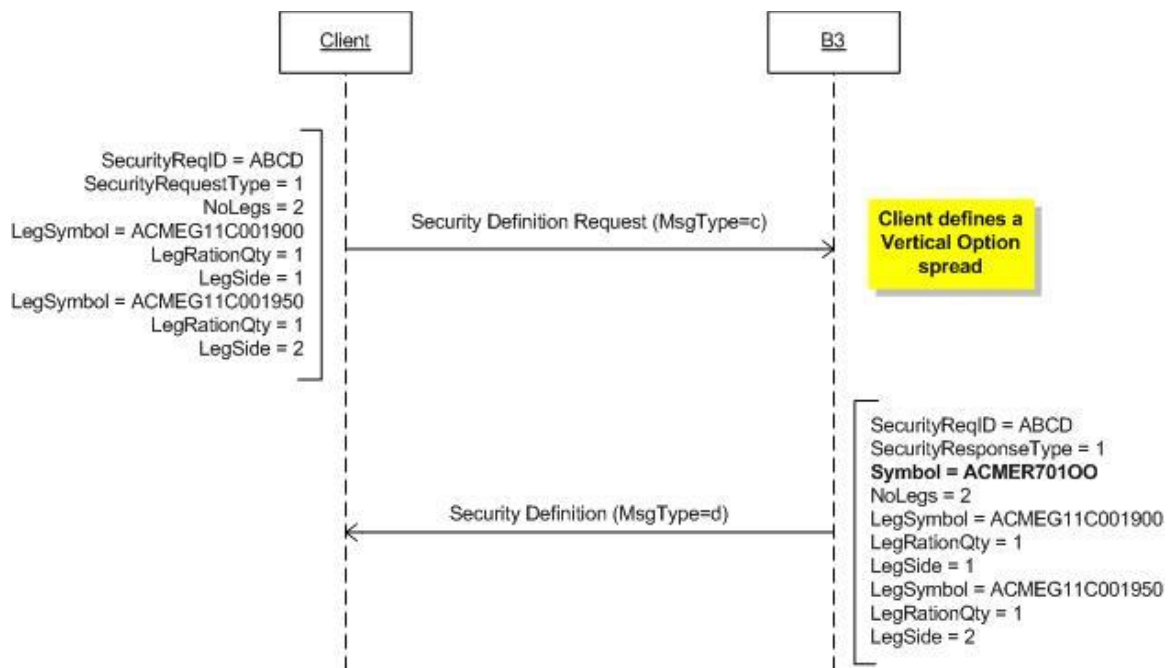 Client
B3
SecurityReqID = ABCD
SecurityRequestType = 1
NoLegs = 2
LegSymbol = ACMEG11C001900
LegRationQty = 1
LegSide = 1
LegSymbol = ACMEG11C001950
LegRationQty = 1
LegSide = 2
Security Definition Request (MsgType=c)
Client defines a
Vertical Option
spread
Security Definition (MsgType=d)
SecurityReqID = ABCD
SecurityResponseType = 1
Symbol = ACMER701OO
NoLegs = 2
LegSymbol = ACMEG11C001900
LegRationQty = 1
LegSide = 1
LegSymbol = ACMEG11C001950
LegRationQty = 1
LegSide = 2